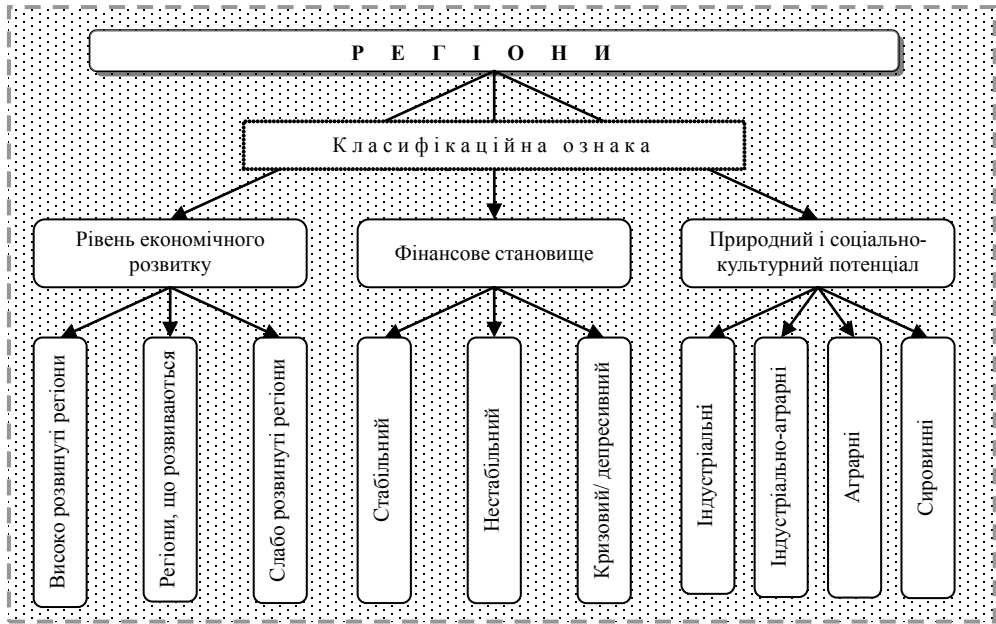 РЕГІОНИ
Класифікаційна ознака
Рівень економічного
розвитку
Фінансове становище
Природний і соціально-
культурний потенціал
Високо розвинуті регіони
Регіони, що розвиваються
Слабо розвинуті регіони
Стабільний
Нестабільний
Кризовий/ депресивний
Індустріальні
Індустріально-аграрні
Аграрні
Сировинні